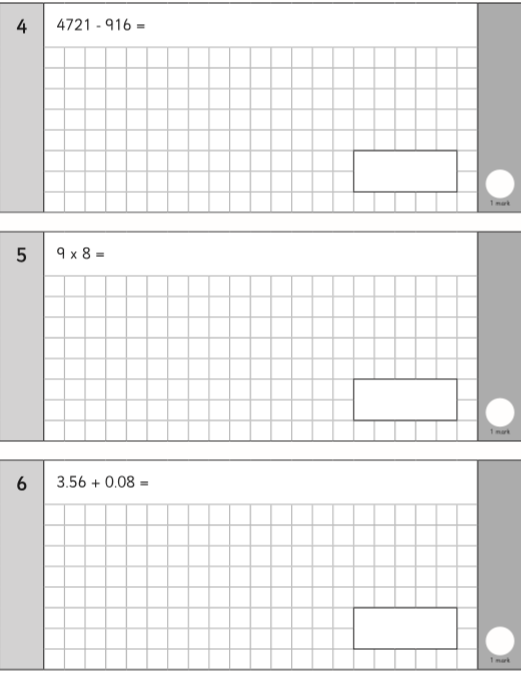 4
4721 - 916 =
1 mark
5
9 x 8 =
1 mark
6
3.56 + 0.08 =
1 mark